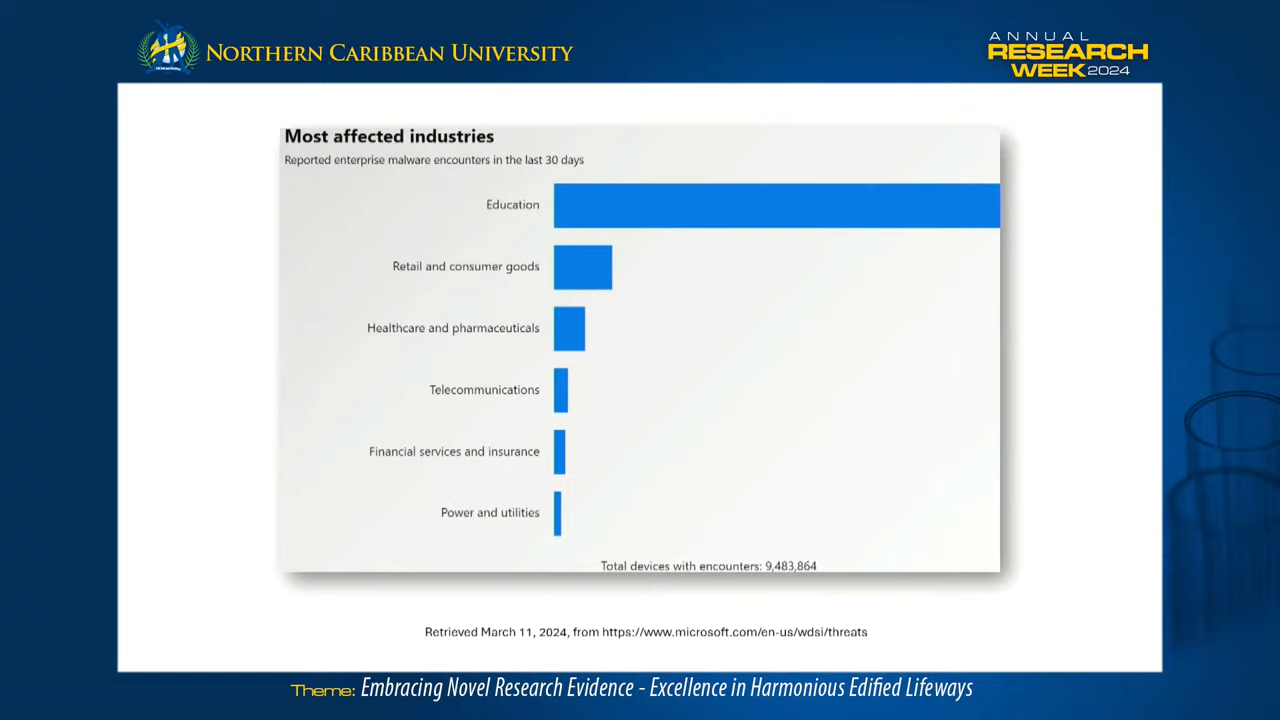 NORTHERN CARIBBEAN UNIVERSITY
ANNUAL
RESEARCH
WEEK 2024
Most affected industries
Reported enterprise malware encounters in the last 30 days
Education
Retail and consumer goods
Healthcare and pharmaceuticals
Telecommunications
Financial services and insurance
Power and utilities
Total devices with encounters: 9,483,864
Retrieved March 11, 2024, from https://www.microsoft.com/en-us/wdsi/threats
Theme: Embracing Novel Research Evidence - Excellence in Harmonious Edified Lifeways